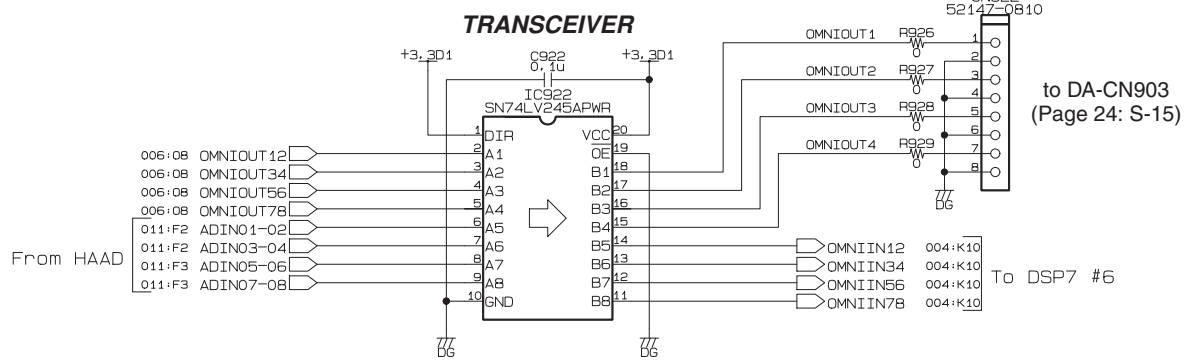 52147-0810
TRANSCEIVER
+3.3D1
C922
0.1u
+3.3D1
IC922
SN74LV245APWR
1 DIR VCC 20
2 A1 OE 19
3 A2 B1 18
4 A3 B2 17
5 A4 B3 16
6 A5 B4 15
7 A6 B5 14
8 A7 B6 13
9 A8 B7 12
10 GND B8 11
006:08 OMNIOUT12
006:08 OMNIOUT34
006:08 OMNIOUT56
006:08 OMNIOUT78
011:F2 ADIN01-02
011:F2 ADIN03-04
011:F3 ADIN05-06
011:F3 ADIN07-08
From HAAD
OMNIOUT1 R926 0
OMNIOUT2 R927 0
OMNIOUT3 R928 0
OMNIOUT4 R929 0
1
2
3
4
5
6
7
8
to DA-CN903
(Page 24: S-15)
DG
OMNIIN12 004:K10
OMNIIN34 004:K10
OMNIIN56 004:K10
OMNIIN78 004:K10
To DSP7 #6
DG
DG